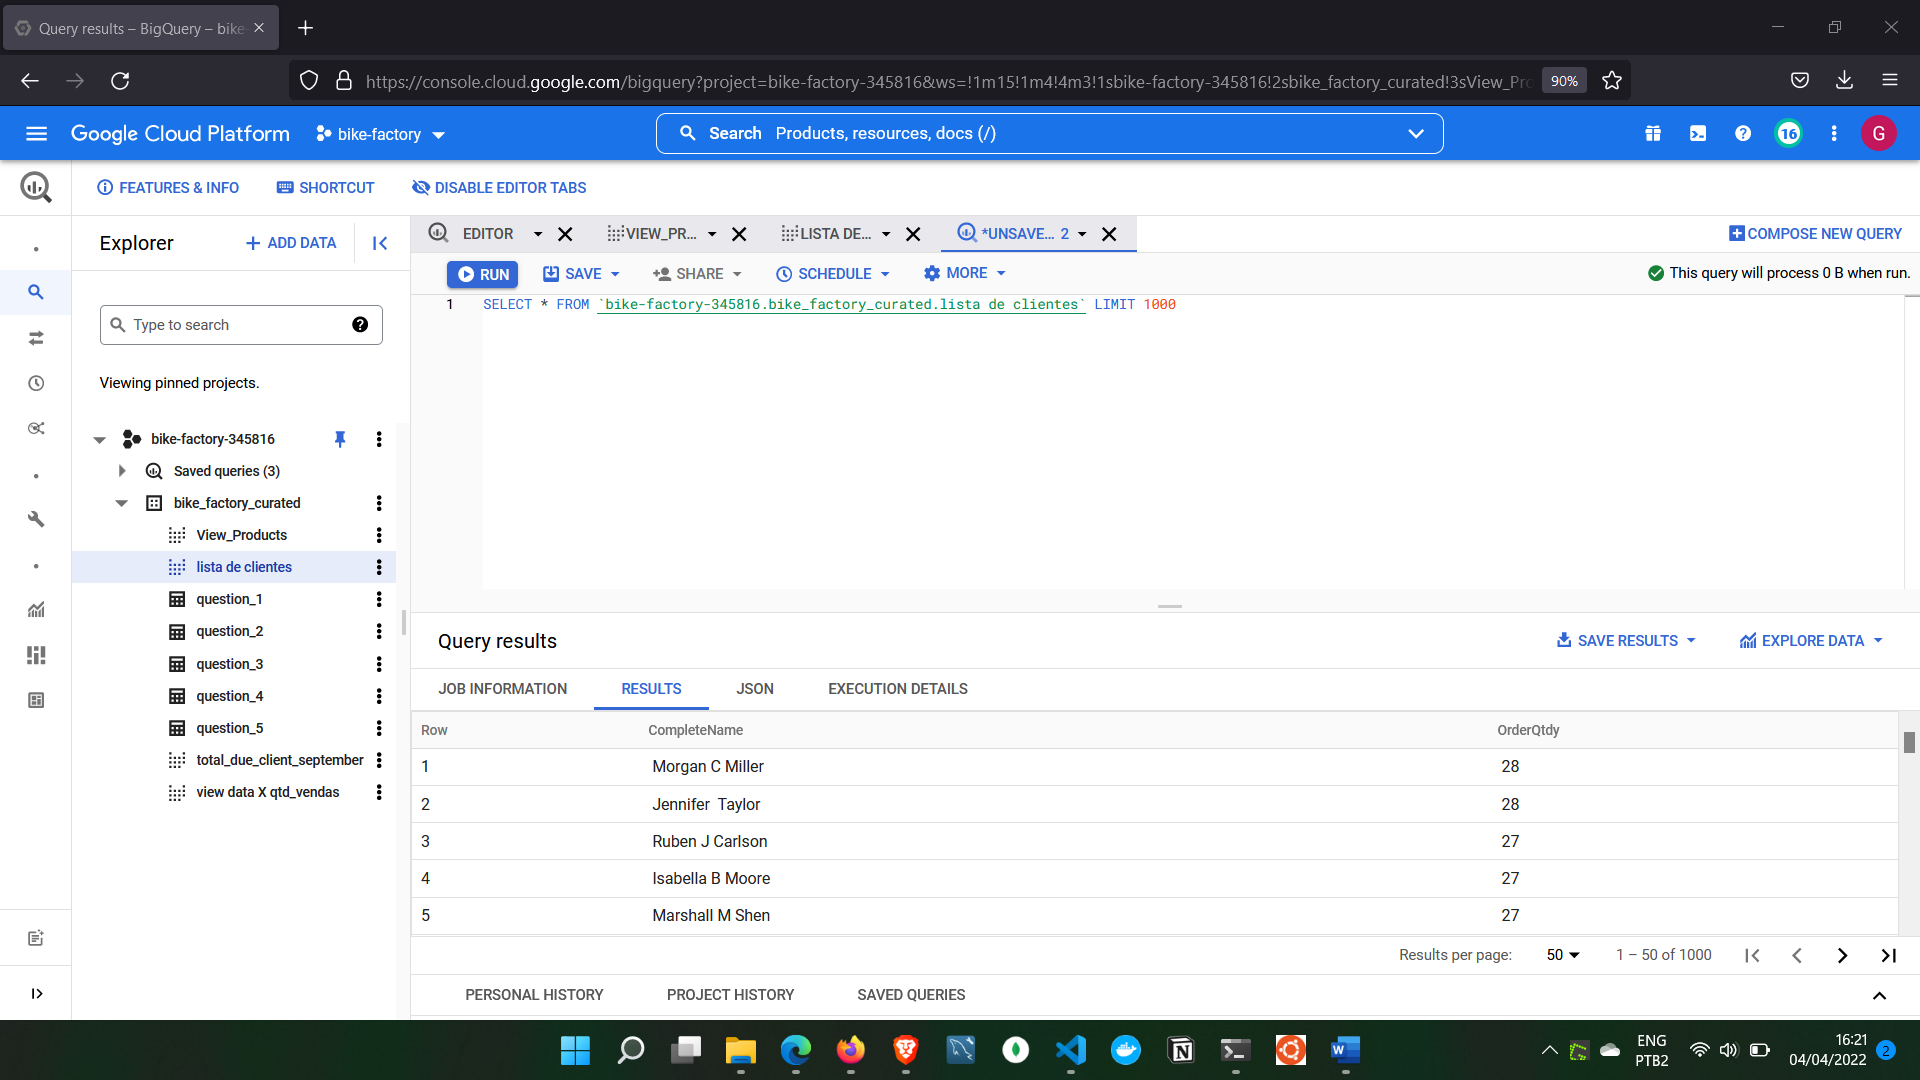 Query results – BigQuery – bike-
https://console.cloud.google.com/bigquery?project=bike-factory-345816&ws=!1m15!1m4!4m3!1sbike-factory-345816!2sbike_factory_curated!3sView_Pro
90%
Google Cloud Platform
bike-factory
Search Products, resources, docs (/)
16
G
FEATURES & INFO
SHORTCUT
DISABLE EDITOR TABS
Explorer
+ ADD DATA
EDITOR
VIEW_PR...
LISTA DE...
*UNSAVE... 2
COMPOSE NEW QUERY
RUN
SAVE
SHARE
SCHEDULE
MORE
This query will process 0 B when run.
1 SELECT * FROM `bike-factory-345816.bike_factory_curated.lista de clientes` LIMIT 1000
Type to search
Viewing pinned projects.
bike-factory-345816
Saved queries (3)
bike_factory_curated
View_Products
lista de clientes
question_1
question_2
question_3
question_4
question_5
total_due_client_september
view data X qtd_vendas
Query results
SAVE RESULTS
EXPLORE DATA
JOB INFORMATION
RESULTS
JSON
EXECUTION DETAILS
Row CompleteName OrderQtdy
1 Morgan C Miller 28
2 Jennifer Taylor 28
3 Ruben J Carlson 27
4 Isabella B Moore 27
5 Marshall M Shen 27
Results per page: 50 1 – 50 of 1000
PERSONAL HISTORY
PROJECT HISTORY
SAVED QUERIES
ENG
PTB2
16:21
04/04/2022
2